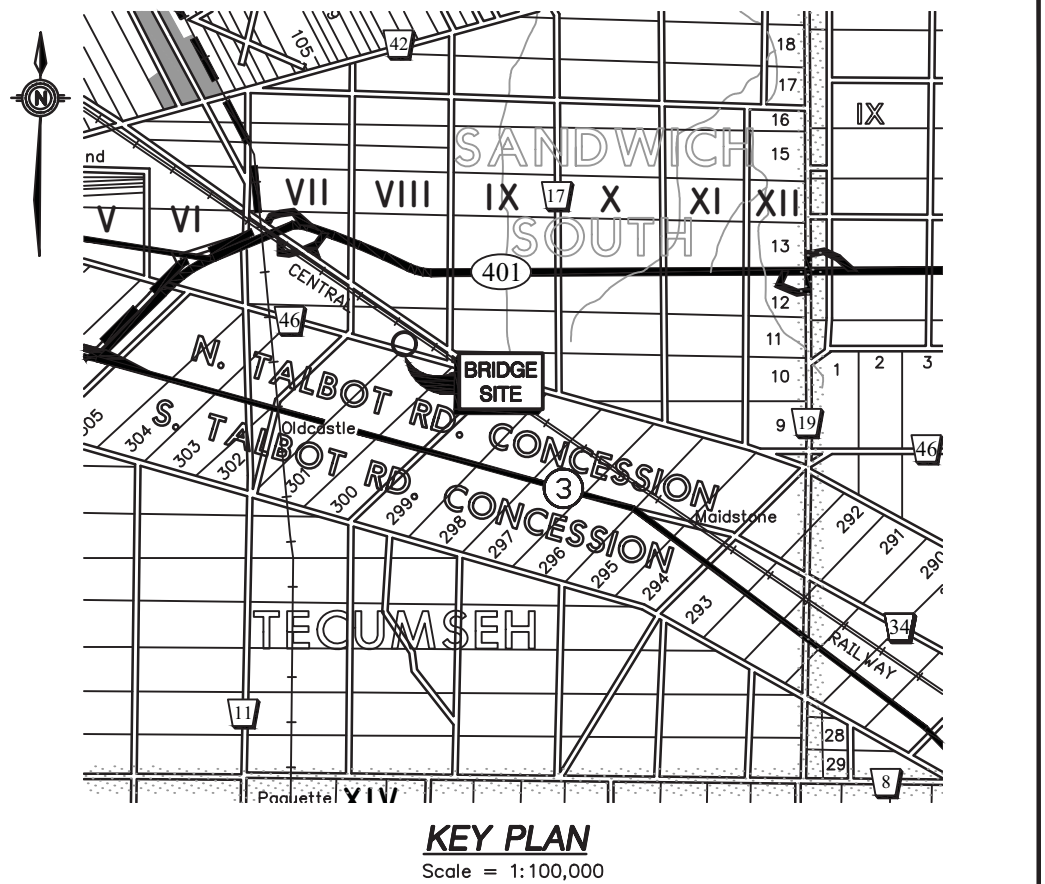 42
105
18
17
16
IX
15
SANDWICH
nd
VII
VIII
IX
17
X
XI
XII
V
VI
SOUTH
13
N
401
CENTRAL
12
46
11
10
BRIDGE
SITE
1
2
3
N. TALBOT RD. CONCESSION
9
19
46
S. TALBOT RD. CONCESSION
Oldcastle
305
304
303
302
301
300
299
298
297
296
295
294
293
3
Maidstone
292
291
290
TECUMSEH
34
RAILWAY
11
28
29
8
Paquette
XIV
KEY PLAN
Scale = 1:100,000